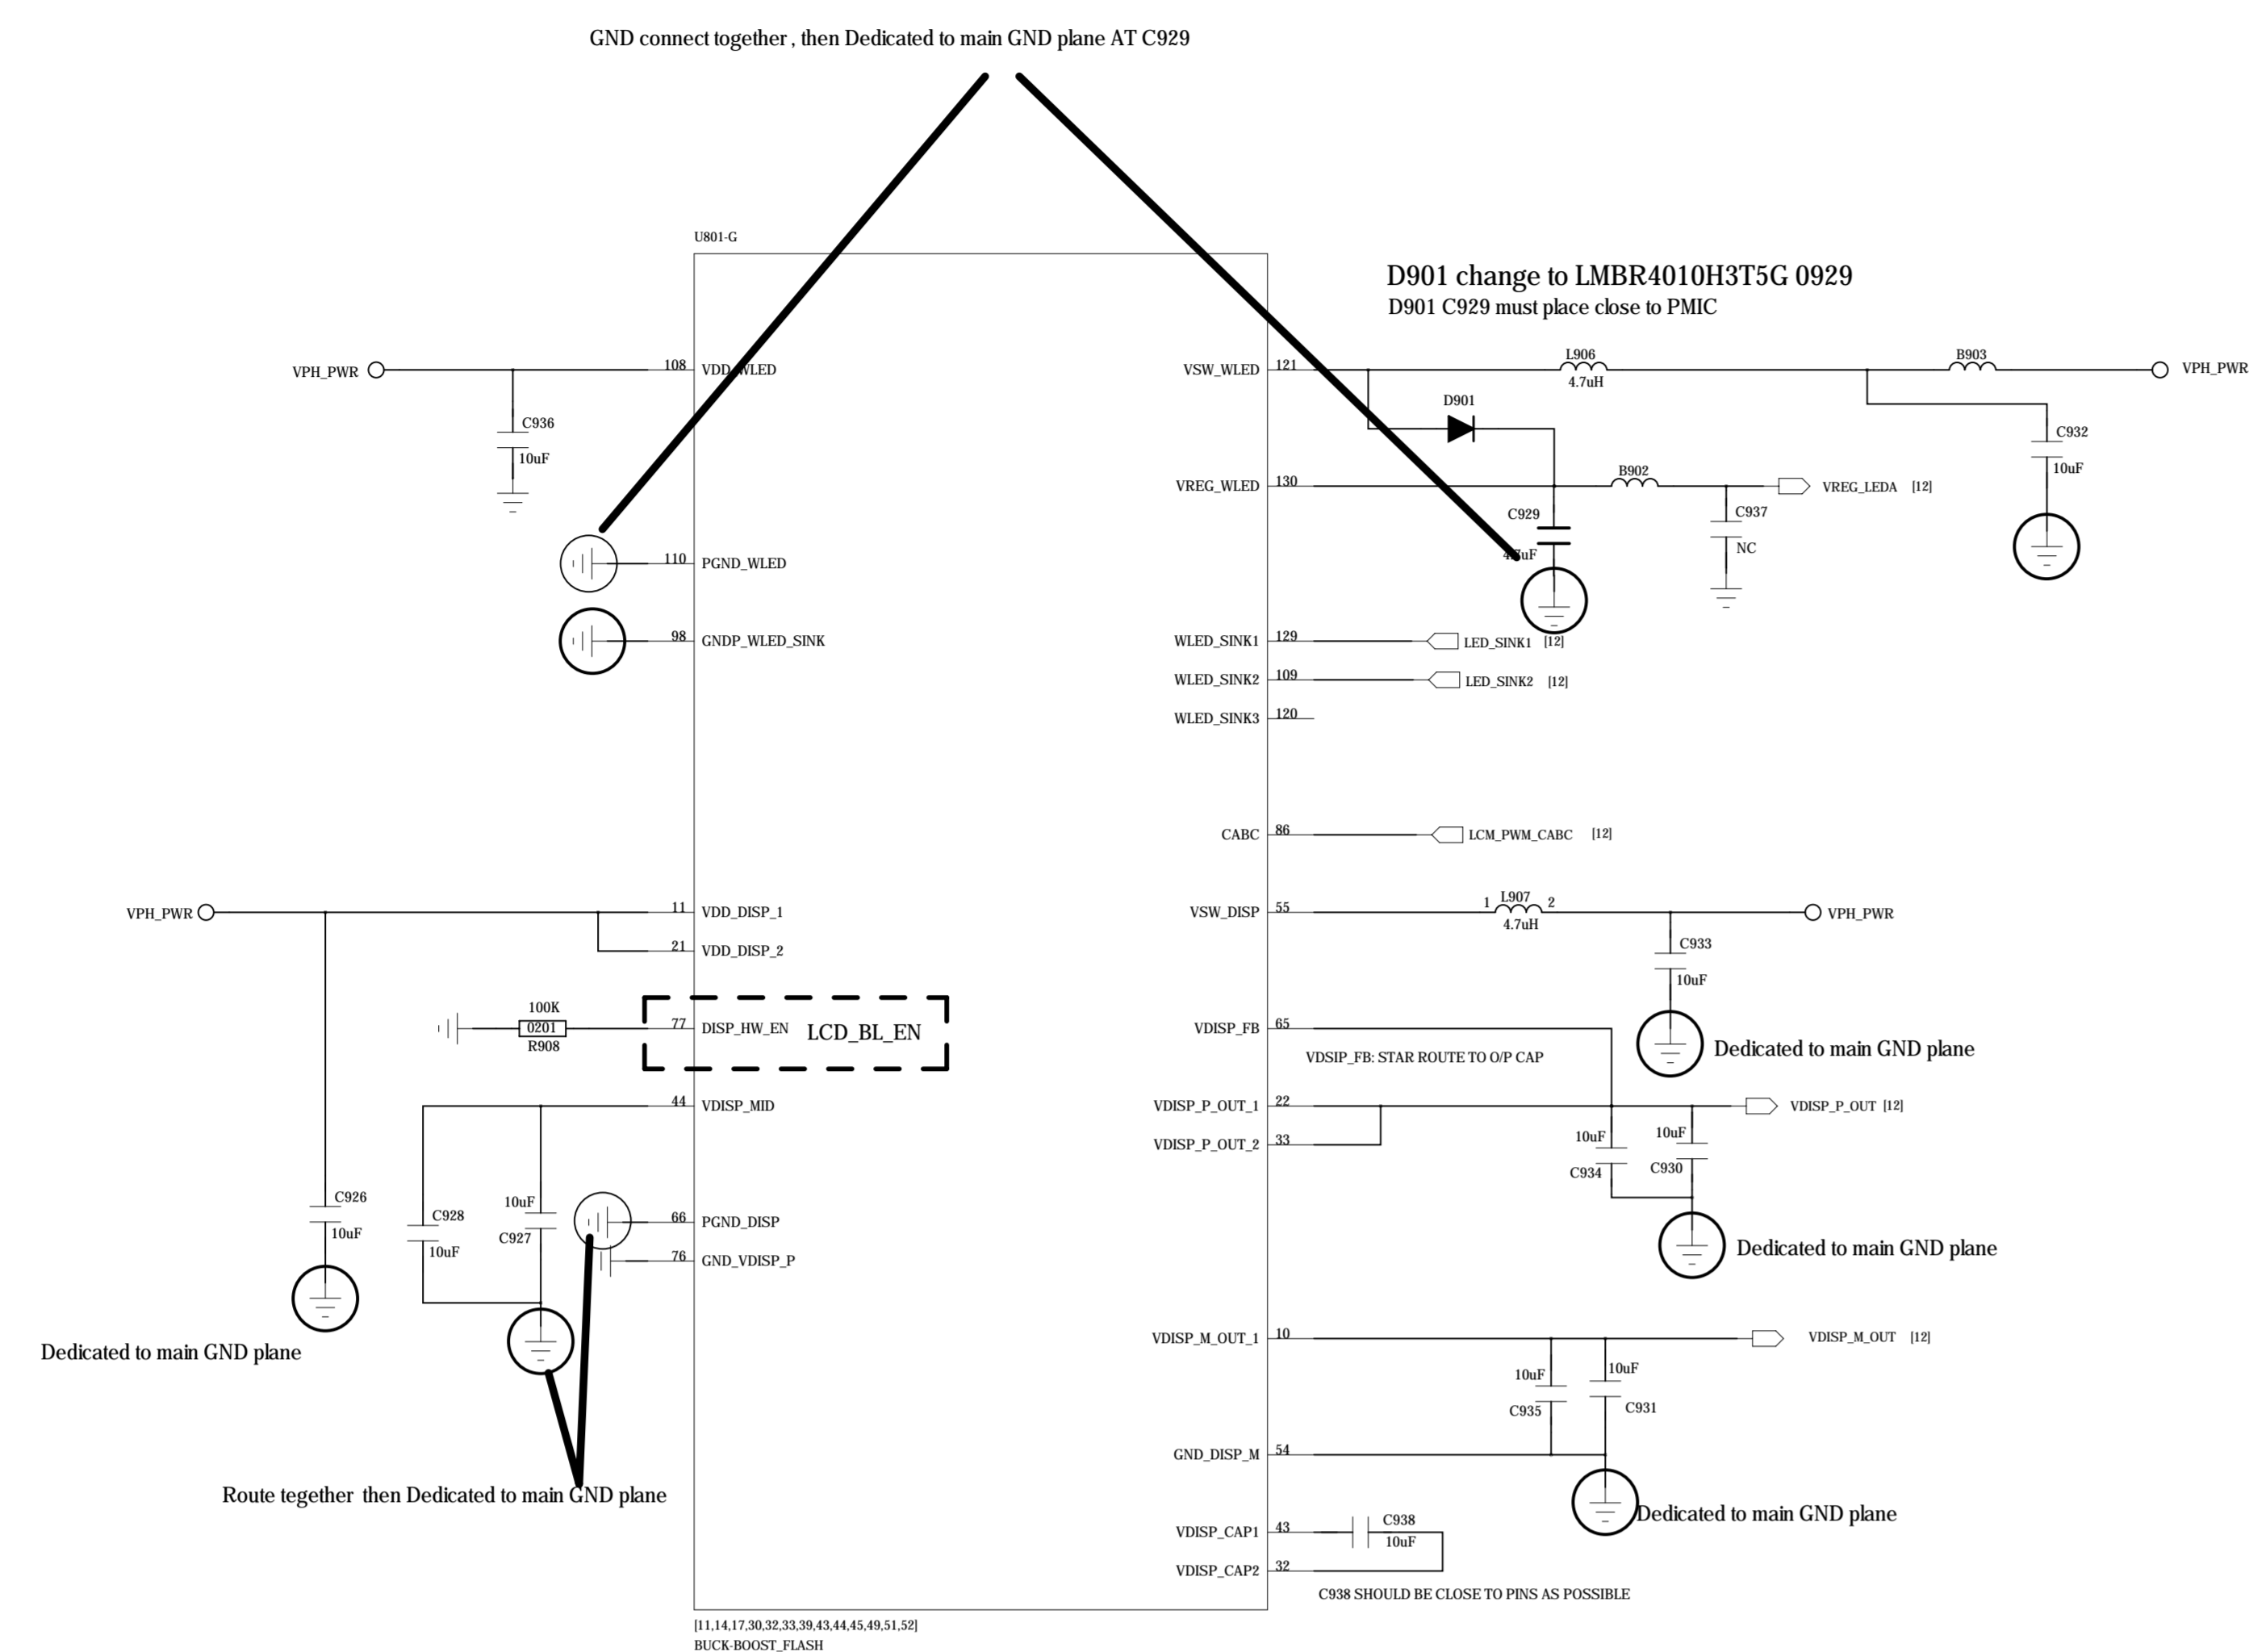 GND connect together , then Dedicated to main GND plane AT C929
U801-G
D901 change to LMBR4010H3T5G 0929
D901 C929 must place close to PMIC
VPH_PWR
108 VDD_WLED
VSW_WLED 121
L906
4.7uH
B903
VPH_PWR
C936
10uF
D901
C932
10uF
VREG_WLED 130
B902
VREG_LEDA [12]
C929
4.7uF
C937
NC
110 PGND_WLED
98 GNDP_WLED_SINK
WLED_SINK1 129
LED_SINK1 [12]
WLED_SINK2 109
LED_SINK2 [12]
WLED_SINK3 120
CABC 86
LCM_PWM_CABC [12]
VPH_PWR
11 VDD_DISP_1
21 VDD_DISP_2
VSW_DISP 55
1 L907 2
4.7uH
VPH_PWR
C933
10uF
Dedicated to main GND plane
100K
0201
R908
77 DISP_HW_EN LCD_BL_EN
VDISP_FB 65
VDSIP_FB: STAR ROUTE TO O/P CAP
44 VDISP_MID
VDISP_P_OUT_1 22
VDISP_P_OUT [12]
VDISP_P_OUT_2 33
10uF
C934
10uF
C930
Dedicated to main GND plane
C926
10uF
C928
10uF
10uF
C927
66 PGND_DISP
76 GND_VDISP_P
Dedicated to main GND plane
VDISP_M_OUT_1 10
VDISP_M_OUT [12]
10uF
C935
10uF
C931
GND_DISP_M 54
Dedicated to main GND plane
Route tegether then Dedicated to main GND plane
VDISP_CAP1 43
C938
10uF
VDISP_CAP2 32
C938 SHOULD BE CLOSE TO PINS AS POSSIBLE
[11,14,17,30,32,33,39,43,44,45,49,51,52]
BUCK-BOOST_FLASH